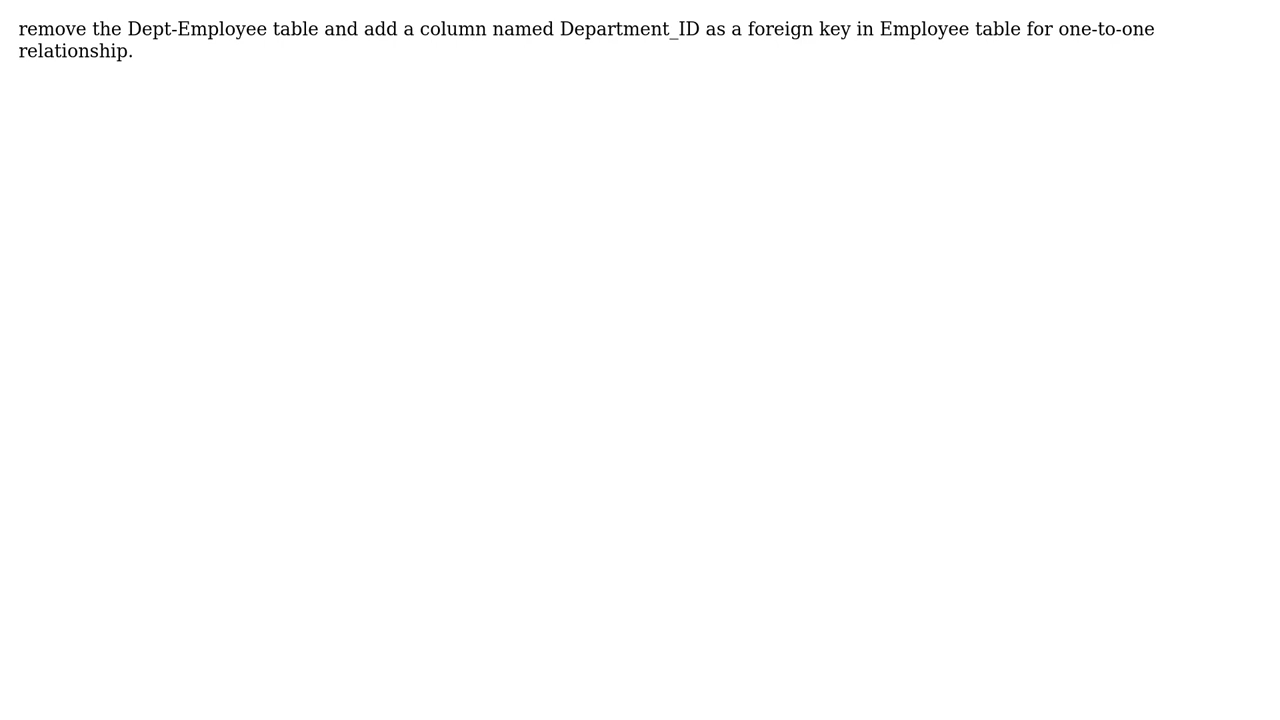 remove the Dept-Employee table and add a column named Department_ID as a foreign key in Employee table for one-to-one
relationship.